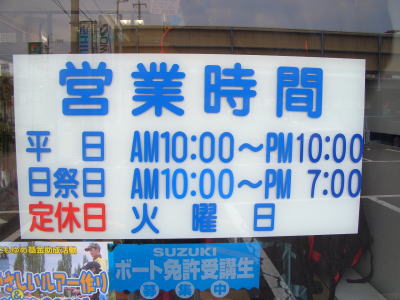 営業時間
平日 AM10:00～PM10:00
日祭日 AM10:00～PM 7:00
定休日 火曜日
SUZUKI
ボート免許受講生
募集中